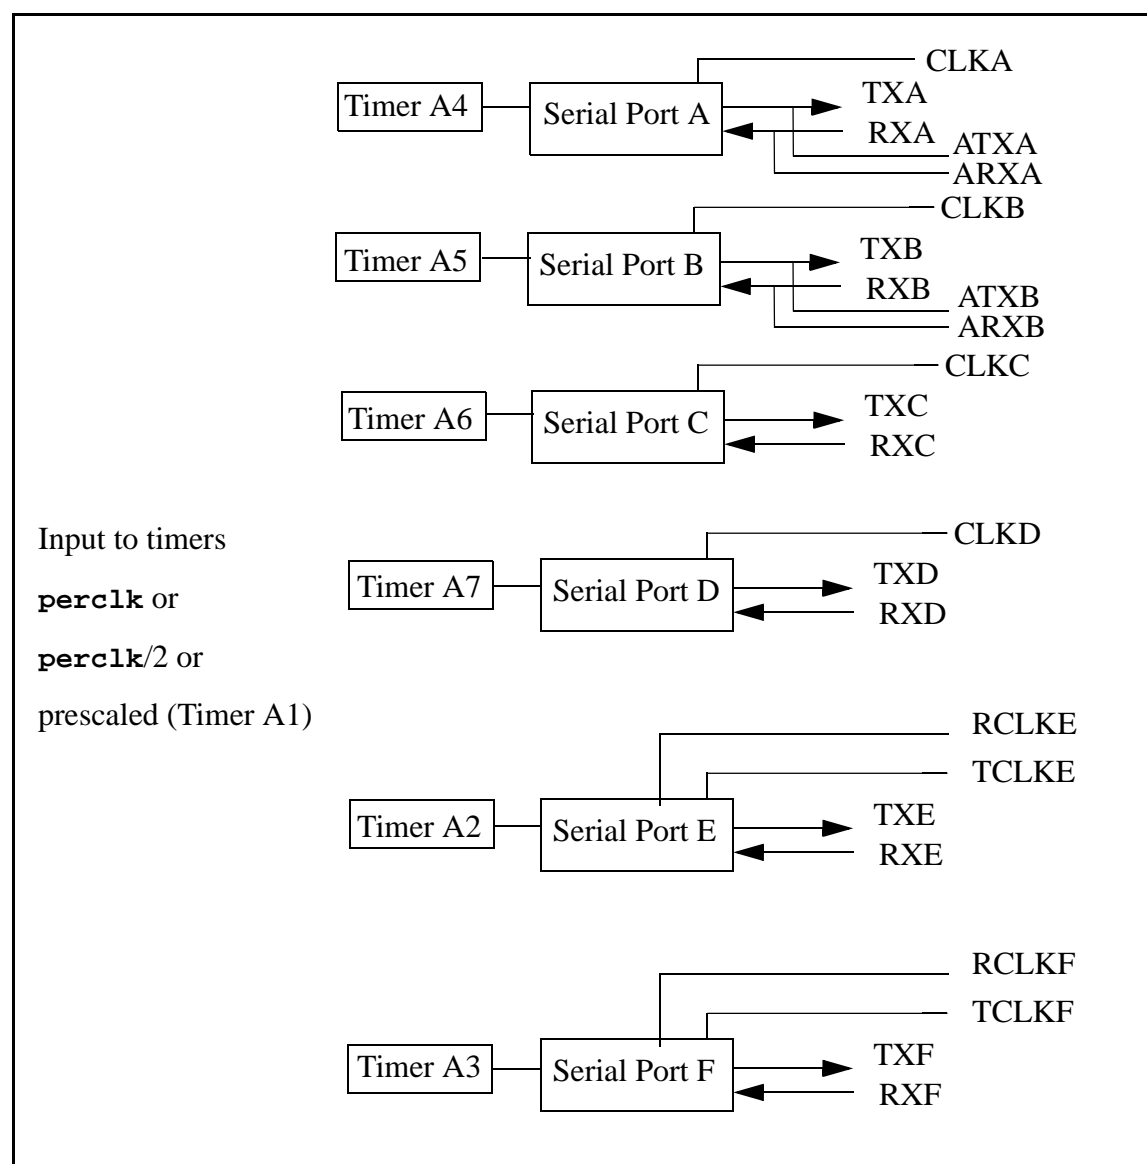 CLKA
Timer A4
Serial Port A
TXA
RXA
ATXA
ARXA
CLKB
Timer A5
Serial Port B
TXB
RXB
ATXB
ARXB
CLKC
Timer A6
Serial Port C
TXC
RXC
Input to timers
perclk or
perclk/2 or
prescaled (Timer A1)
CLKD
Timer A7
Serial Port D
TXD
RXD
RCLKE
TCLKE
Timer A2
Serial Port E
TXE
RXE
RCLKF
TCLKF
Timer A3
Serial Port F
TXF
RXF